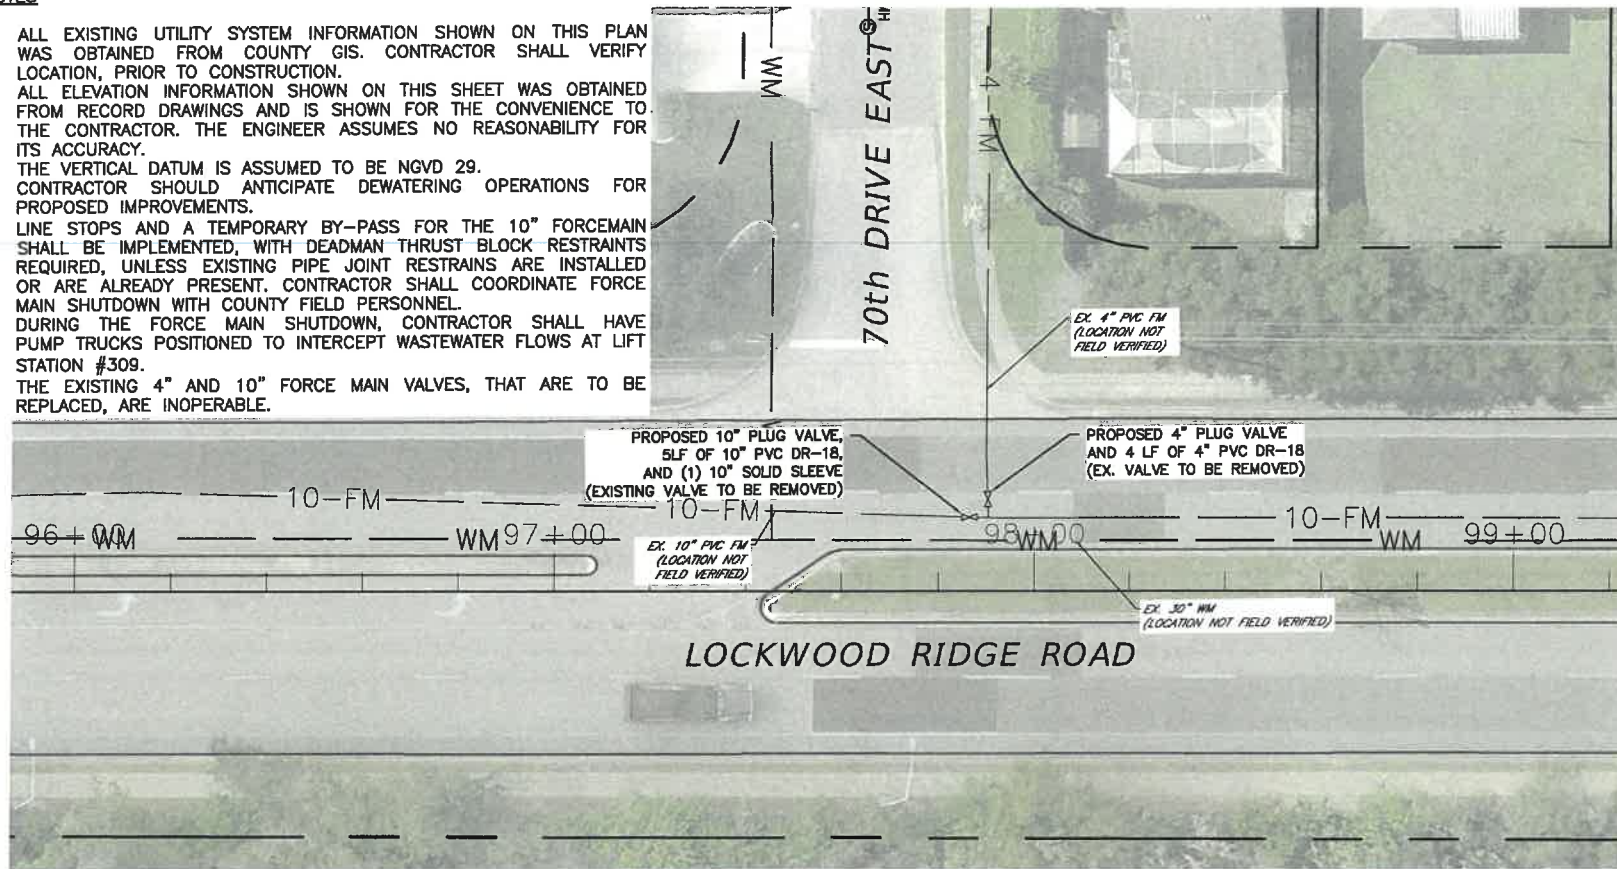 ALL EXISTING UTILITY SYSTEM INFORMATION SHOWN ON THIS PLAN
WAS OBTAINED FROM COUNTY GIS. CONTRACTOR SHALL VERIFY
LOCATION, PRIOR TO CONSTRUCTION.
ALL ELEVATION INFORMATION SHOWN ON THIS SHEET WAS OBTAINED
FROM RECORD DRAWINGS AND IS SHOWN FOR THE CONVENIENCE TO
THE CONTRACTOR. THE ENGINEER ASSUMES NO REASONABILITY FOR
ITS ACCURACY.
THE VERTICAL DATUM IS ASSUMED TO BE NGVD 29.
CONTRACTOR SHOULD ANTICIPATE DEWATERING OPERATIONS FOR
PROPOSED IMPROVEMENTS.
LINE STOPS AND A TEMPORARY BY-PASS FOR THE 10" FORCEMAIN
SHALL BE IMPLEMENTED, WITH DEADMAN THRUST BLOCK RESTRAINTS
REQUIRED, UNLESS EXISTING PIPE JOINT RESTRAINS ARE INSTALLED
OR ARE ALREADY PRESENT. CONTRACTOR SHALL COORDINATE FORCE
MAIN SHUTDOWN WITH COUNTY FIELD PERSONNEL.
DURING THE FORCE MAIN SHUTDOWN, CONTRACTOR SHALL HAVE
PUMP TRUCKS POSITIONED TO INTERCEPT WASTEWATER FLOWS AT LIFT
STATION #309.
THE EXISTING 4" AND 10" FORCE MAIN VALVES, THAT ARE TO BE
REPLACED, ARE INOPERABLE.
WM
70th DRIVE EAST
4-FM
EX. 4" PVC FM
(LOCATION NOT
FIELD VERIFIED)
PROPOSED 10" PLUG VALVE,
5LF OF 10" PVC DR-18,
AND (1) 10" SOLID SLEEVE
(EXISTING VALVE TO BE REMOVED)
PROPOSED 4" PLUG VALVE
AND 4 LF OF 4" PVC DR-18
(EX. VALVE TO BE REMOVED)
10-FM
10-FM
10-FM
96+00
WM
WM
97+00
98+00
WM
WM
99+00
EX. 10" PVC FM
(LOCATION NOT
FIELD VERIFIED)
EX. 30" WM
(LOCATION NOT FIELD VERIFIED)
LOCKWOOD RIDGE ROAD